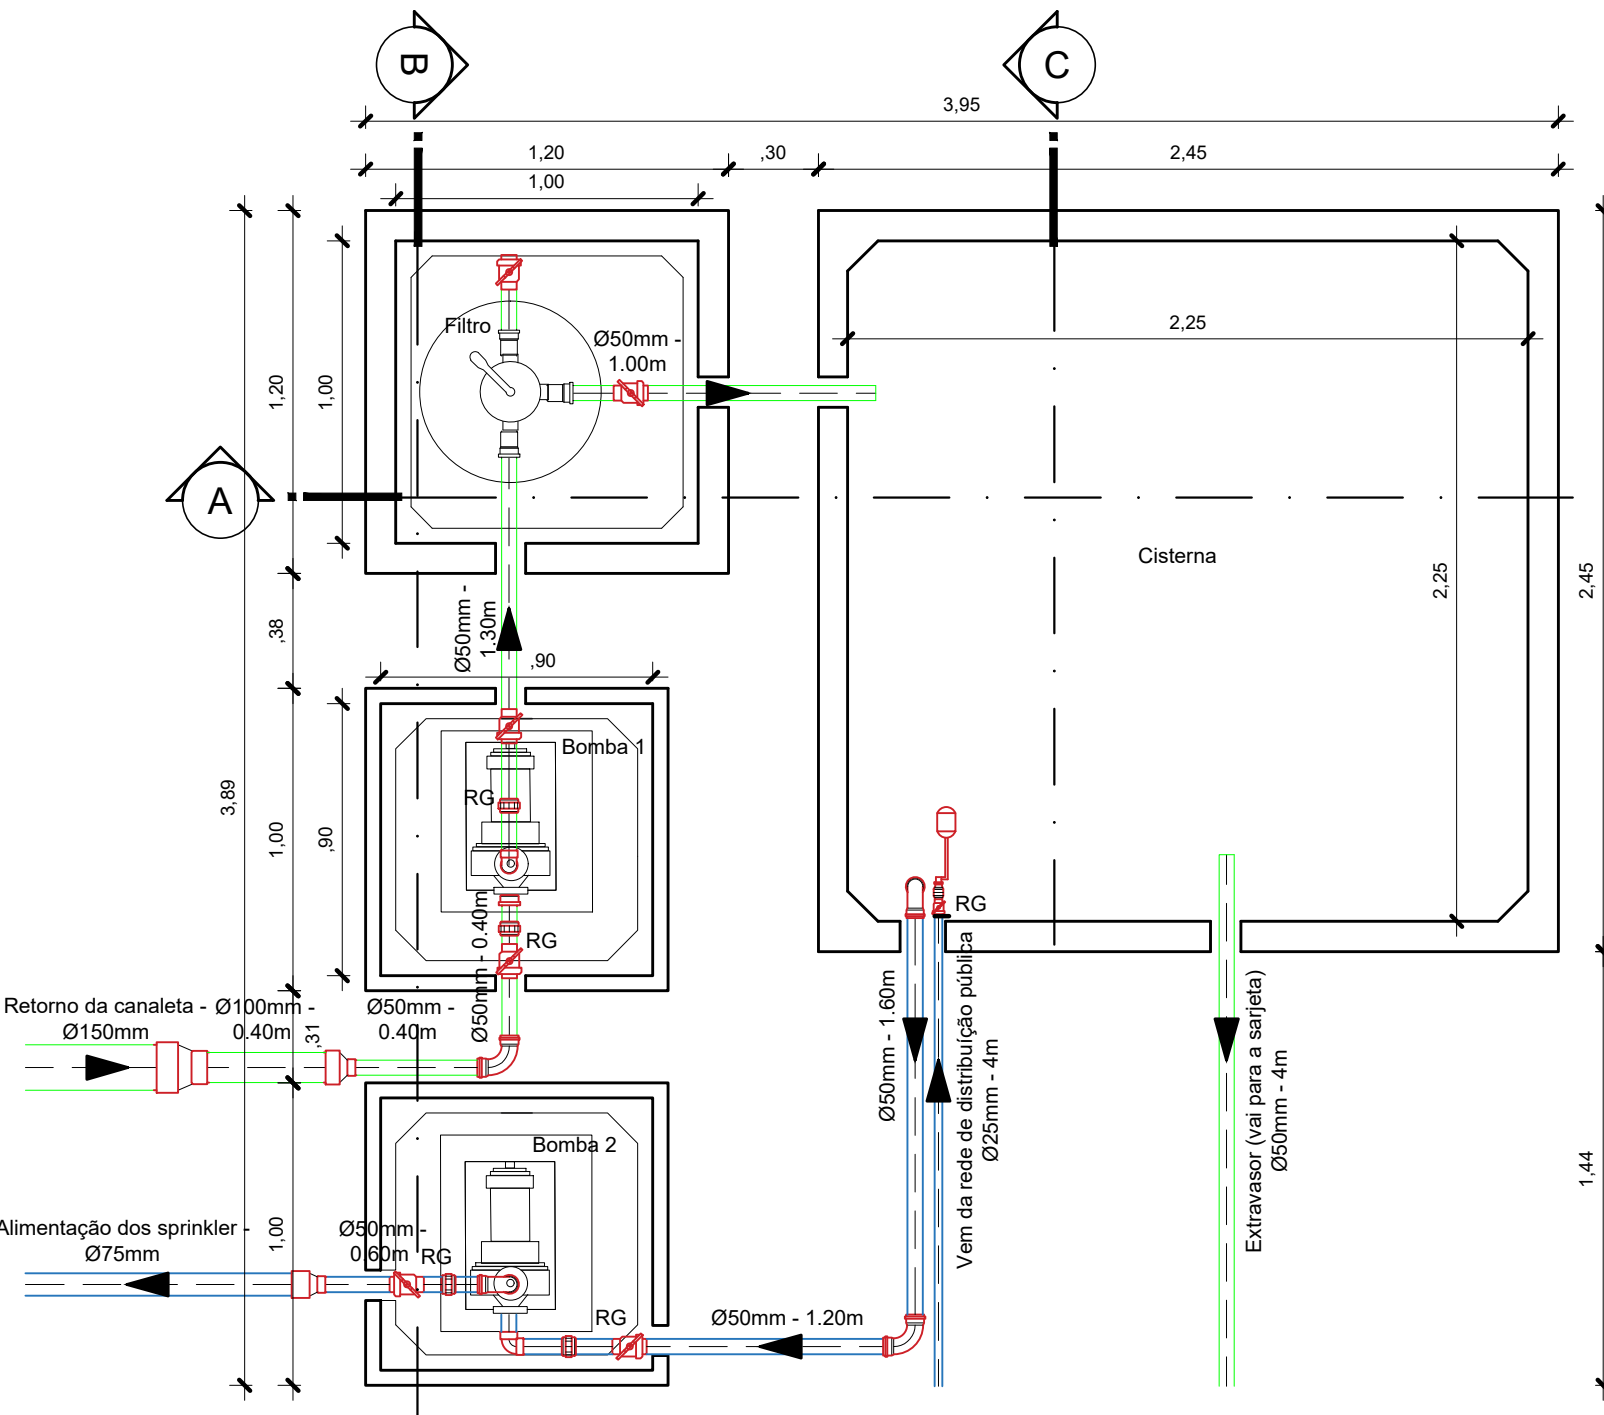 B
C
3,95
1,20
,30
2,45
1,00
Filtro
Ø50mm -
1.00m
2,25
1,20
1,00
A
Cisterna
2,25
2,45
,38
Ø50mm -
1.30m
,90
Bomba 1
RG
3,89
1,00
,90
RG
Ø50mm - 0.40m
RG
Retorno da canaleta -
Ø150mm
Ø100mm -
0.40m
,31
Ø50mm -
0.40m
Ø50mm - 1.60m
Vem da rede de distribuíção pública
Ø25mm - 4m
Extravasor (vai para a sarjeta)
Ø50mm - 4m
1,44
Bomba 2
Alimentação dos sprinkler -
Ø75mm
1,00
Ø50mm -
0.60m
RG
RG
Ø50mm - 1.20m